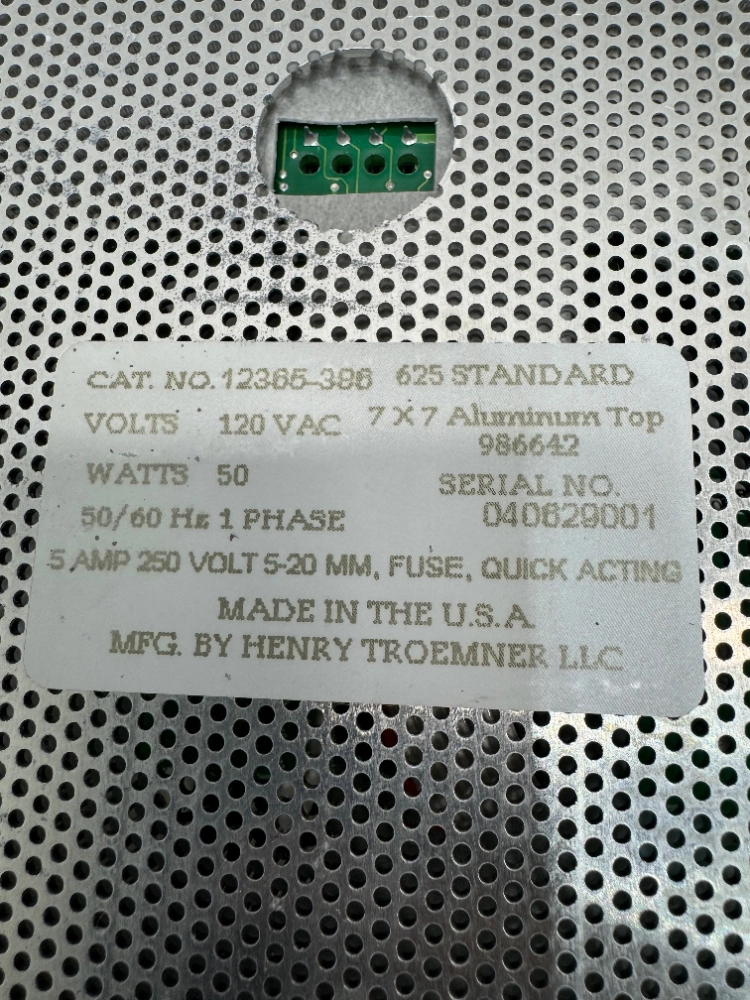 CAT. NO. 12365-396 625 STANDARD
VOLTS 120 VAC 7 X 7 Aluminum Top
986642
WATTS 50 SERIAL NO.
50/60 Hz 1 PHASE 040629001
5 AMP 250 VOLT 5-20 MM, FUSE, QUICK ACTING
MADE IN THE U.S.A.
MFG. BY HENRY TROEMNER LLC